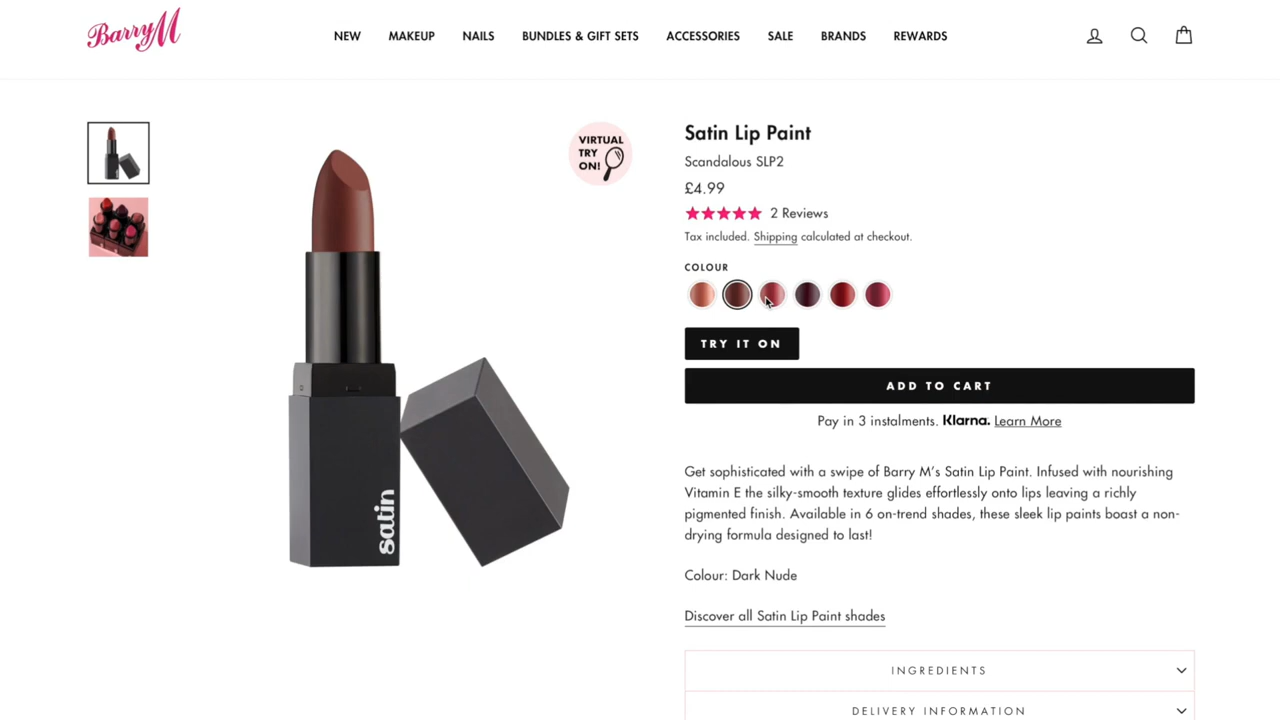 Barry M
NEW MAKEUP NAILS BUNDLES & GIFT SETS ACCESSORIES SALE BRANDS REWARDS
VIRTUAL
TRY
ON!
satin
Satin Lip Paint
Scandalous SLP2
£4.99
2 Reviews
Tax included. Shipping calculated at checkout.
COLOUR
TRY IT ON
ADD TO CART
Pay in 3 instalments. Klarna. Learn More
Get sophisticated with a swipe of Barry M’s Satin Lip Paint. Infused with nourishing
Vitamin E the silky-smooth texture glides effortlessly onto lips leaving a richly
pigmented finish. Available in 6 on-trend shades, these sleek lip paints boast a non-
drying formula designed to last!
Colour: Dark Nude
Discover all Satin Lip Paint shades
INGREDIENTS
DELIVERY INFORMATION